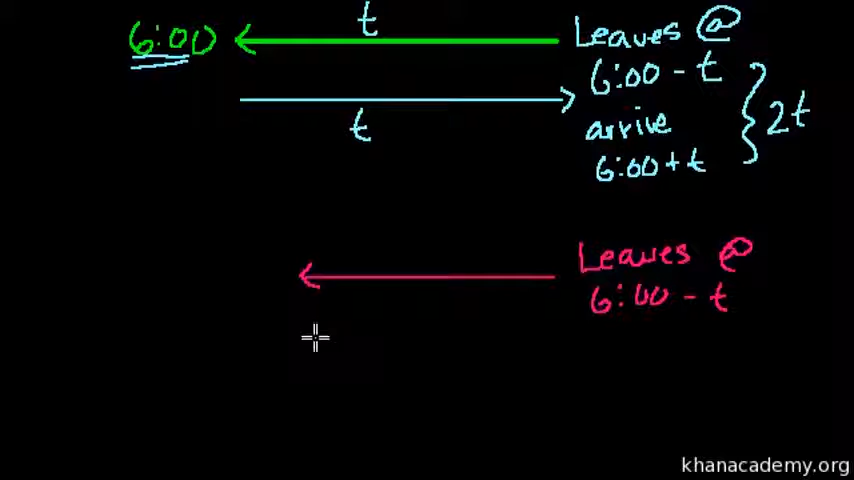 t
6:00
Leaves @
6:00 - t
t
arrive
6:00 + t
2t
Leaves @
6:00 - t
khanacademy.org